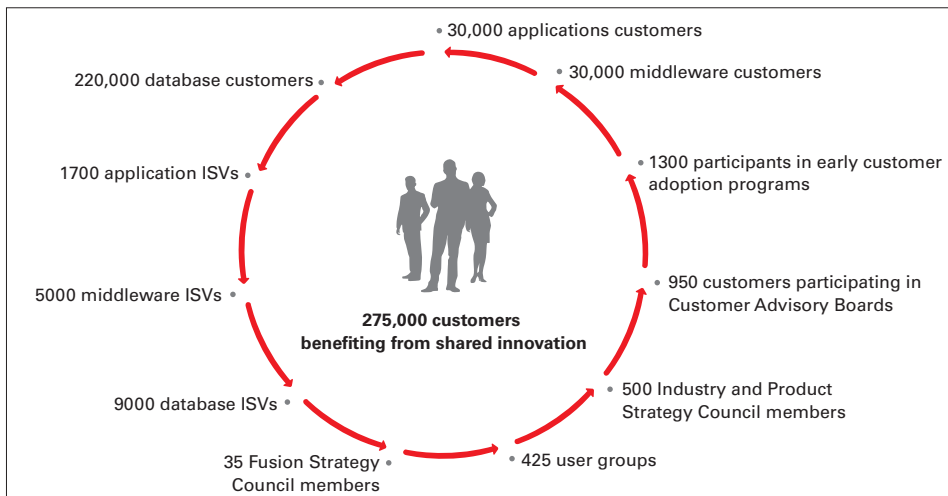 • 30,000 applications customers
• 30,000 middleware customers
220,000 database customers •
1300 participants in early customer
adoption programs
1700 application ISVs •
950 customers participating in
Customer Advisory Boards
5000 middleware ISVs •
275,000 customers
benefiting from shared innovation
500 Industry and Product
Strategy Council members
9000 database ISVs •
35 Fusion Strategy •
Council members
• 425 user groups